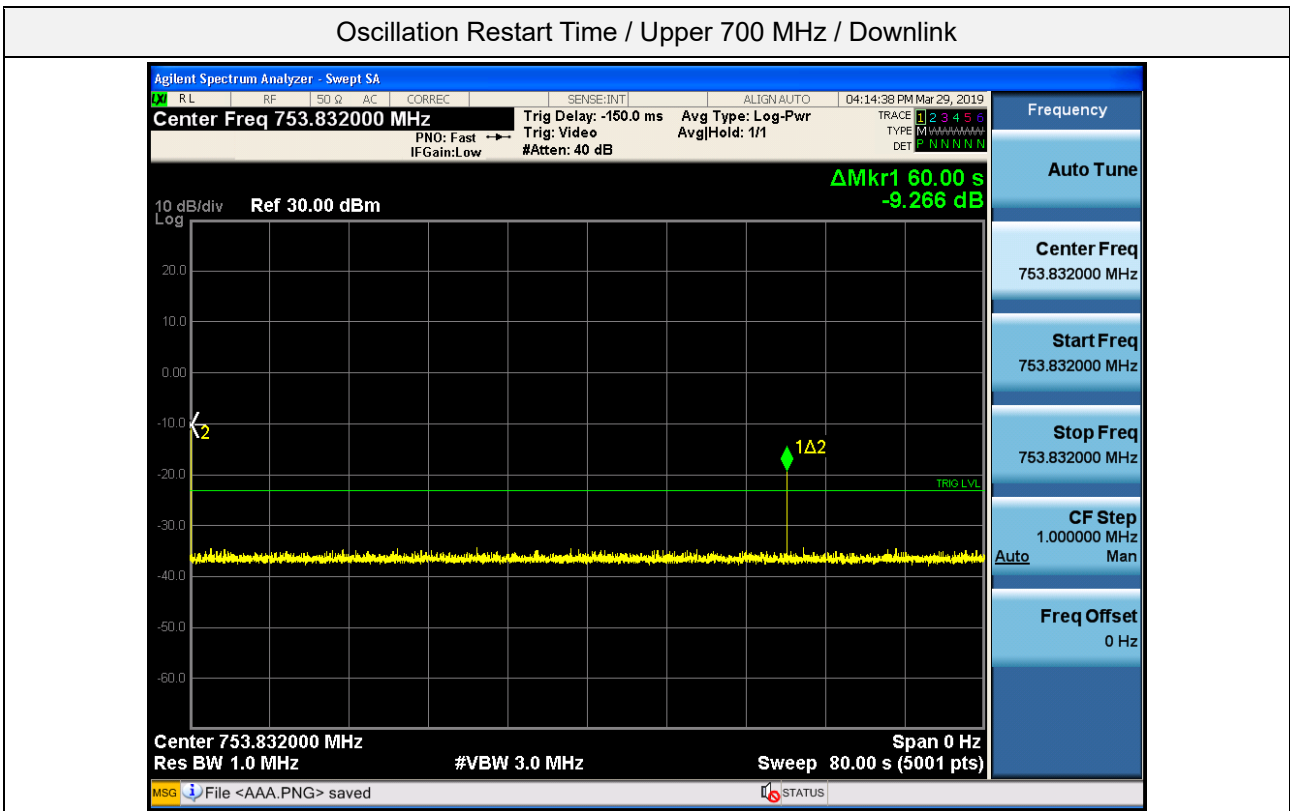 Oscillation Restart Time / Upper 700 MHz / Downlink
Agilent Spectrum Analyzer - Swept SA
LXI RL RF 50 Ω AC CORREC SENSE:INT ALIGN AUTO 04:14:38 PM Mar 29, 2019
Center Freq 753.832000 MHz
PNO: Fast
IFGain:Low
Trig Delay: -150.0 ms
Trig: Video
#Atten: 40 dB
Avg Type: Log-Pwr
Avg|Hold: 1/1
TRACE 1 2 3 4 5 6
TYPE M WWWWW
DET P N N N N N
ΔMkr1 60.00 s
-9.266 dB
10 dB/div Ref 30.00 dBm
Log
20.0
10.0
0.00
-10.0
2
1Δ2
-20.0
TRIG LVL
-30.0
-40.0
-50.0
-60.0
Center 753.832000 MHz Span 0 Hz
Res BW 1.0 MHz #VBW 3.0 MHz Sweep 80.00 s (5001 pts)
MSG File <AAA.PNG> saved STATUS
Frequency
Auto Tune
Center Freq
753.832000 MHz
Start Freq
753.832000 MHz
Stop Freq
753.832000 MHz
CF Step
1.000000 MHz
Auto Man
Freq Offset
0 Hz